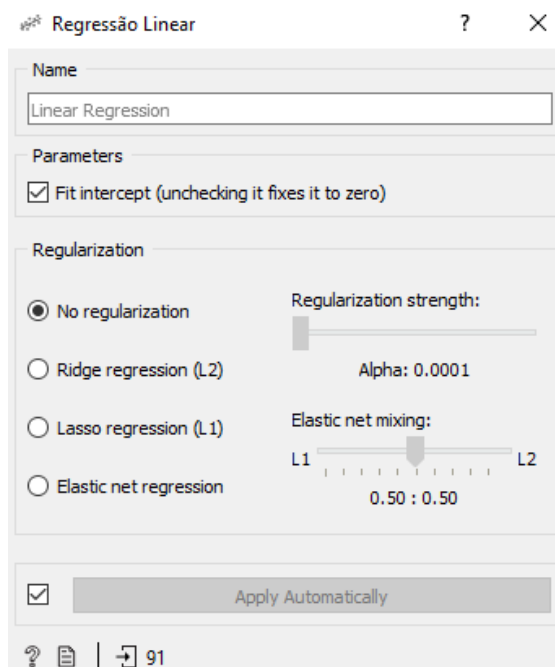 Regressão Linear ?
Name
Linear Regression
Parameters
Fit intercept (unchecking it fixes it to zero)
Regularization
No regularization
Ridge regression (L2)
Lasso regression (L1)
Elastic net regression
Regularization strength:
Alpha: 0.0001
Elastic net mixing:
L1 L2
0.50 : 0.50
Apply Automatically
? 91